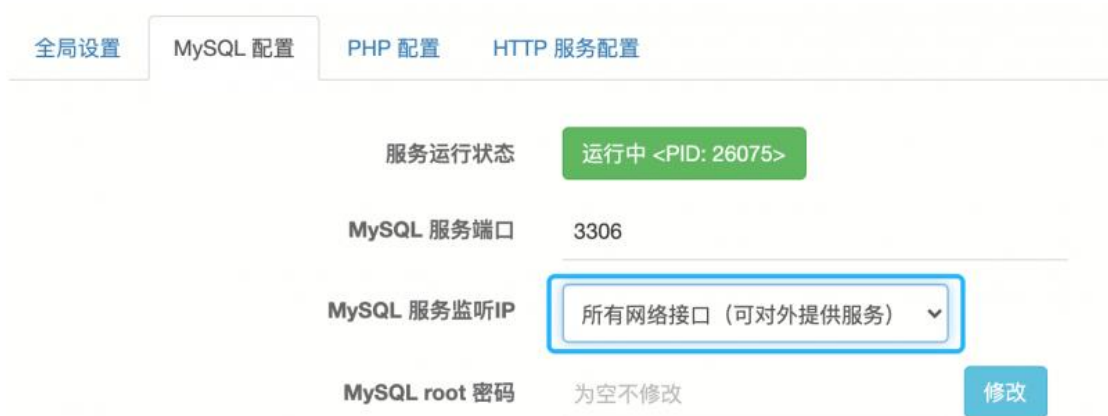 全局设置 MySQL 配置 PHP 配置 HTTP 服务配置
服务运行状态 运行中 <PID: 26075>
MySQL 服务端口 3306
MySQL 服务监听IP 所有网络接口（可对外提供服务）
MySQL root 密码 为空不修改 修改